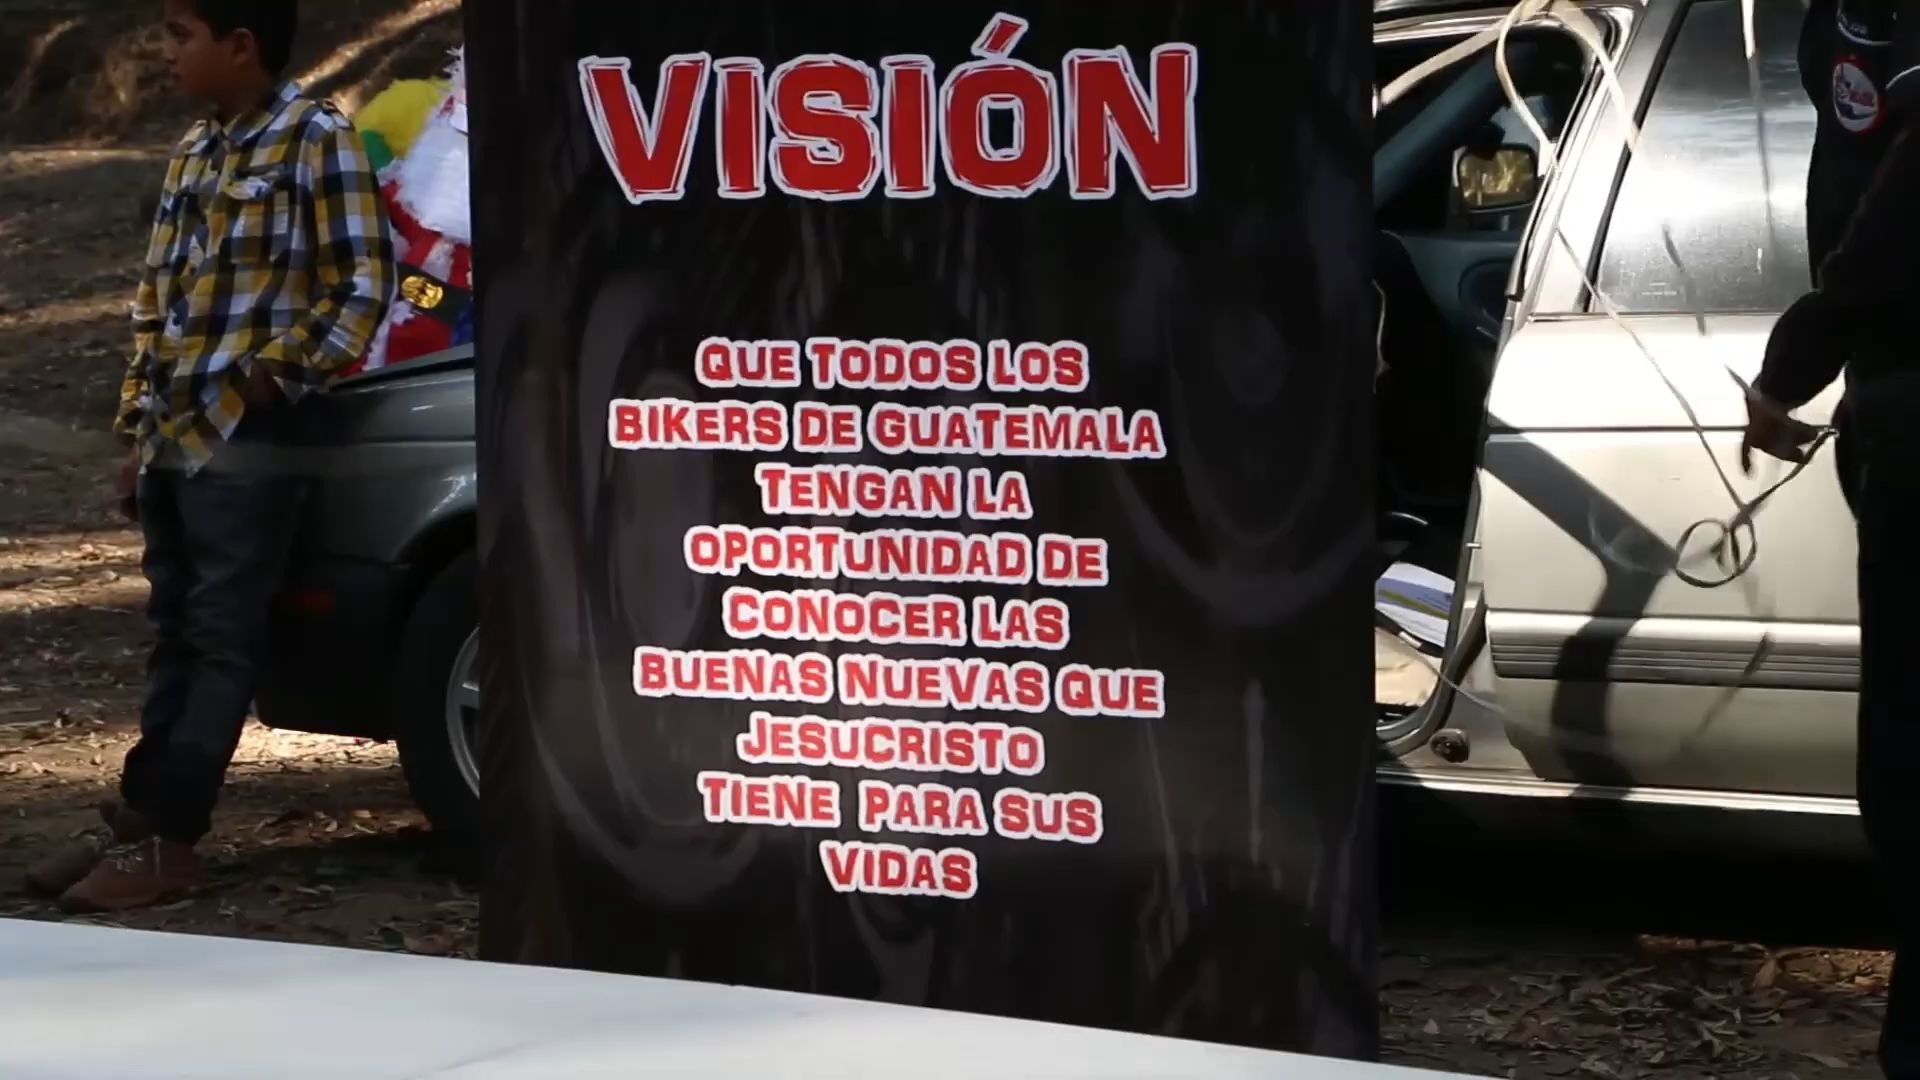 VISIÓN
QUE TODOS LOS
BIKERS DE GUATEMALA
TENGAN LA
OPORTUNIDAD DE
CONOCER LAS
BUENAS NUEVAS QUE
JESUCRISTO
TIENE PARA SUS
VIDAS